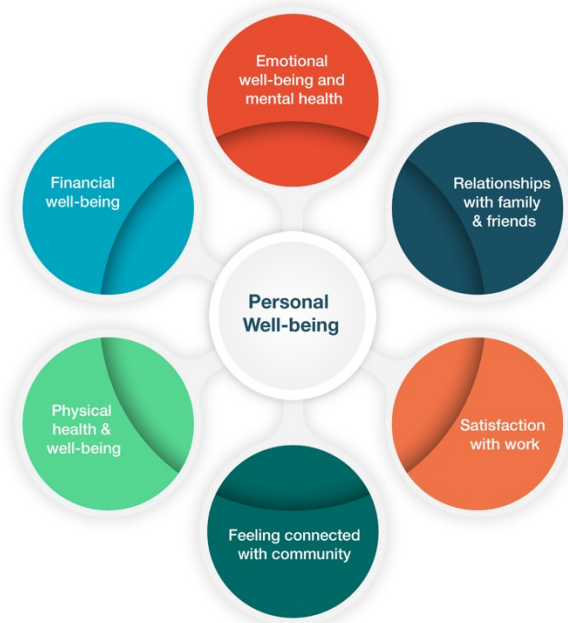 Emotional
well-being and
mental health
Financial
well-being
Relationships
with family
& friends
Personal
Well-being
Physical
health &
well-being
Satisfaction
with work
Feeling connected
with community